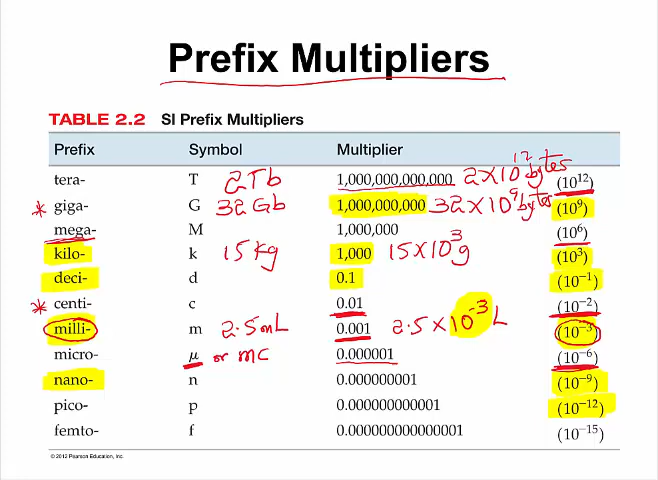 Prefix Multipliers
TABLE 2.2 SI Prefix Multipliers
Prefix Symbol Multiplier
tera- T 2Tb 1,000,000,000,000 2×10¹² bytes (10¹²)
* giga- G 32Gb 1,000,000,000 32×10⁹ bytes (10⁹)
mega- M 1,000,000 (10⁶)
kilo- k 15kg 1,000 15×10³g (10³)
deci- d 0.1 (10⁻¹)
* centi- c 0.01 (10⁻²)
milli- m 2.5mL 0.001 2.5×10⁻³ L (10⁻³)
micro- μ or mc 0.000001 (10⁻⁶)
nano- n 0.000000001 (10⁻⁹)
pico- p 0.000000000001 (10⁻¹²)
femto- f 0.000000000000001 (10⁻¹⁵)
© 2012 Pearson Education, Inc.